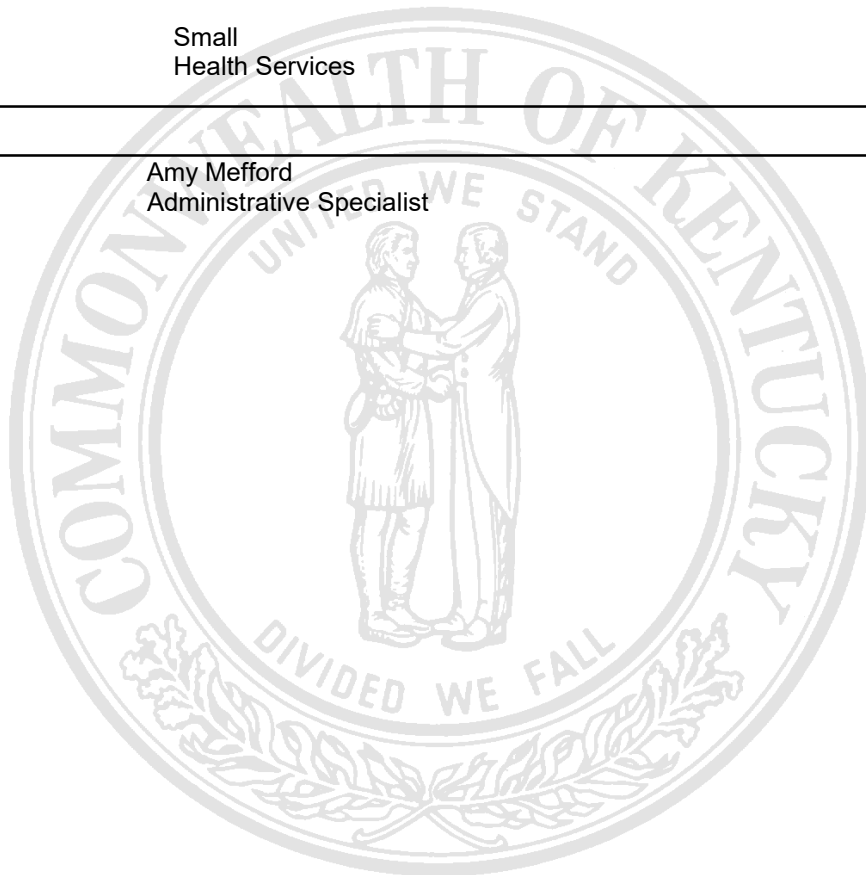 Small
Health Services
Amy Mefford
Administrative Specialist
COMMONWEALTH OF KENTUCKY
UNITED WE STAND
DIVIDED WE FALL